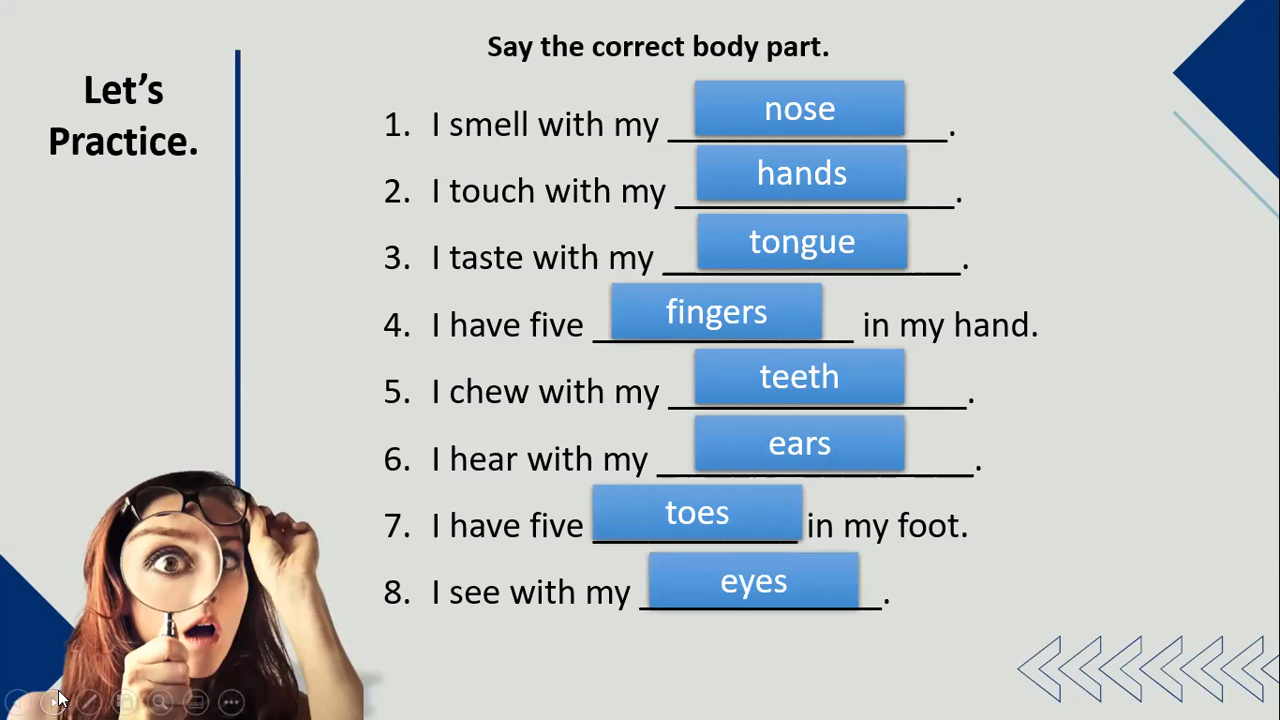 Let's
Practice.
Say the correct body part.
1. I smell with my nose.
2. I touch with my hands.
3. I taste with my tongue.
4. I have five fingers in my hand.
5. I chew with my teeth.
6. I hear with my ears.
7. I have five toes in my foot.
8. I see with my eyes.